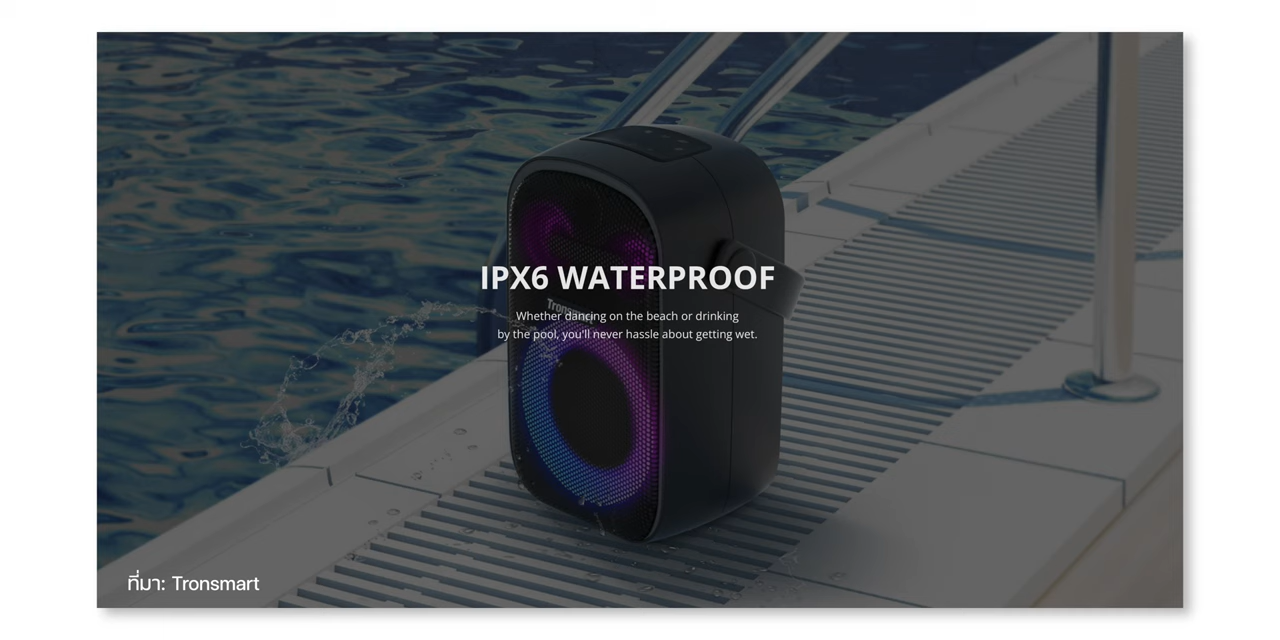 IPX6 WATERPROOF
Tronsmart
Whether dancing on the beach or drinking
by the pool, you'll never hassle about getting wet.
ที่มา: Tronsmart